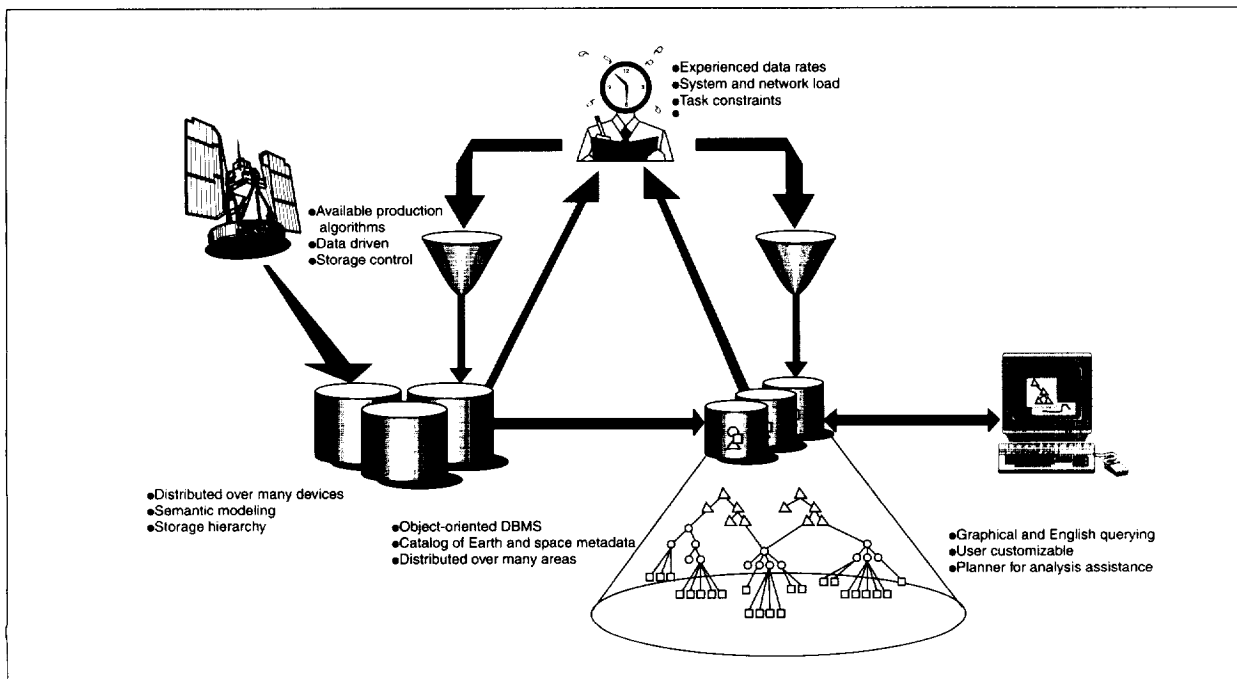 ●Experienced data rates
●System and network load
●Task constraints
●
●Available production
algorithms
●Data driven
●Storage control
●Distributed over many devices
●Semantic modeling
●Storage hierarchy
●Object-oriented DBMS
●Catalog of Earth and space metadata
●Distributed over many areas
●Graphical and English querying
●User customizable
●Planner for analysis assistance